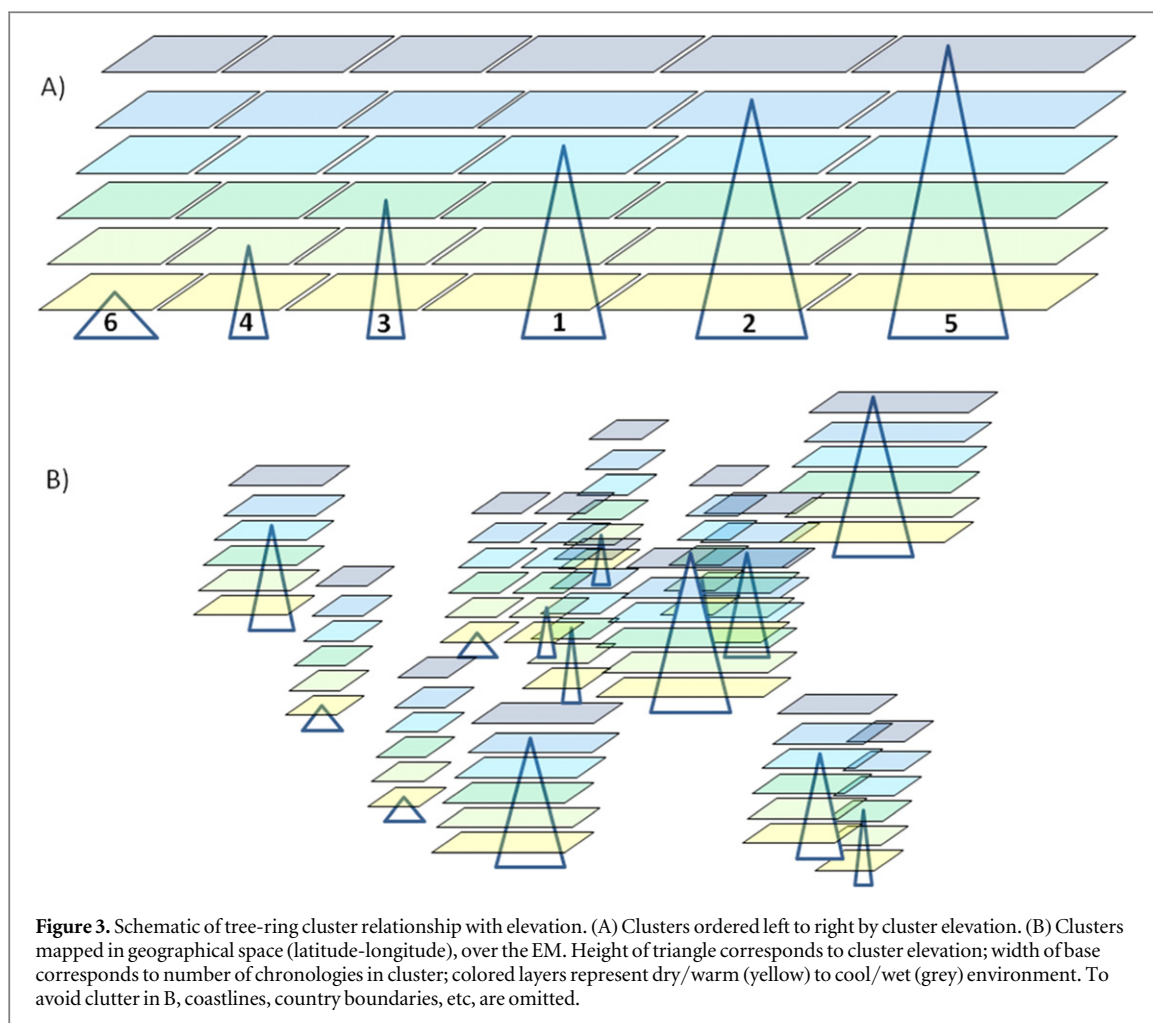 A)
6 4 3 1 2 5
B)
Figure 3. Schematic of tree-ring cluster relationship with elevation. (A) Clusters ordered left to right by cluster elevation. (B) Clusters
mapped in geographical space (latitude-longitude), over the EM. Height of triangle corresponds to cluster elevation; width of base
corresponds to number of chronologies in cluster; colored layers represent dry/warm (yellow) to cool/wet (grey) environment. To
avoid clutter in B, coastlines, country boundaries, etc, are omitted.